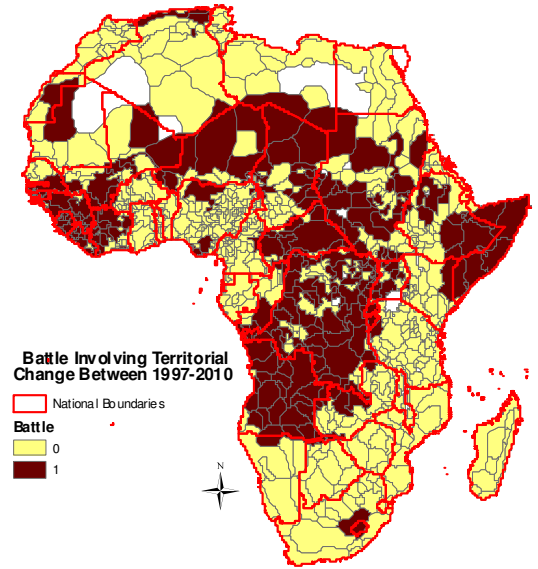 Battle Involving Territorial
Change Between 1997-2010
National Boundaries
Battle
0
1
N